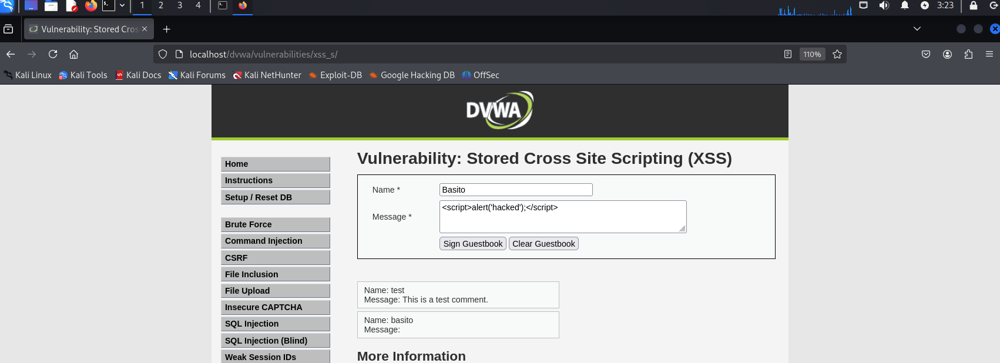 1 2 3 4 3:23
Vulnerability: Stored Cros
localhost/dvwa/vulnerabilities/xss_s/ 110%
Kali Linux Kali Tools Kali Docs Kali Forums Kali NetHunter Exploit-DB Google Hacking DB OffSec
DVWA
Home
Instructions
Setup / Reset DB
Brute Force
Command Injection
CSRF
File Inclusion
File Upload
Insecure CAPTCHA
SQL Injection
SQL Injection (Blind)
Weak Session IDs
Vulnerability: Stored Cross Site Scripting (XSS)
Name * Basito
Message * <script>alert('hacked');</script>
Sign Guestbook Clear Guestbook
Name: test
Message: This is a test comment.
Name: basito
Message:
More Information